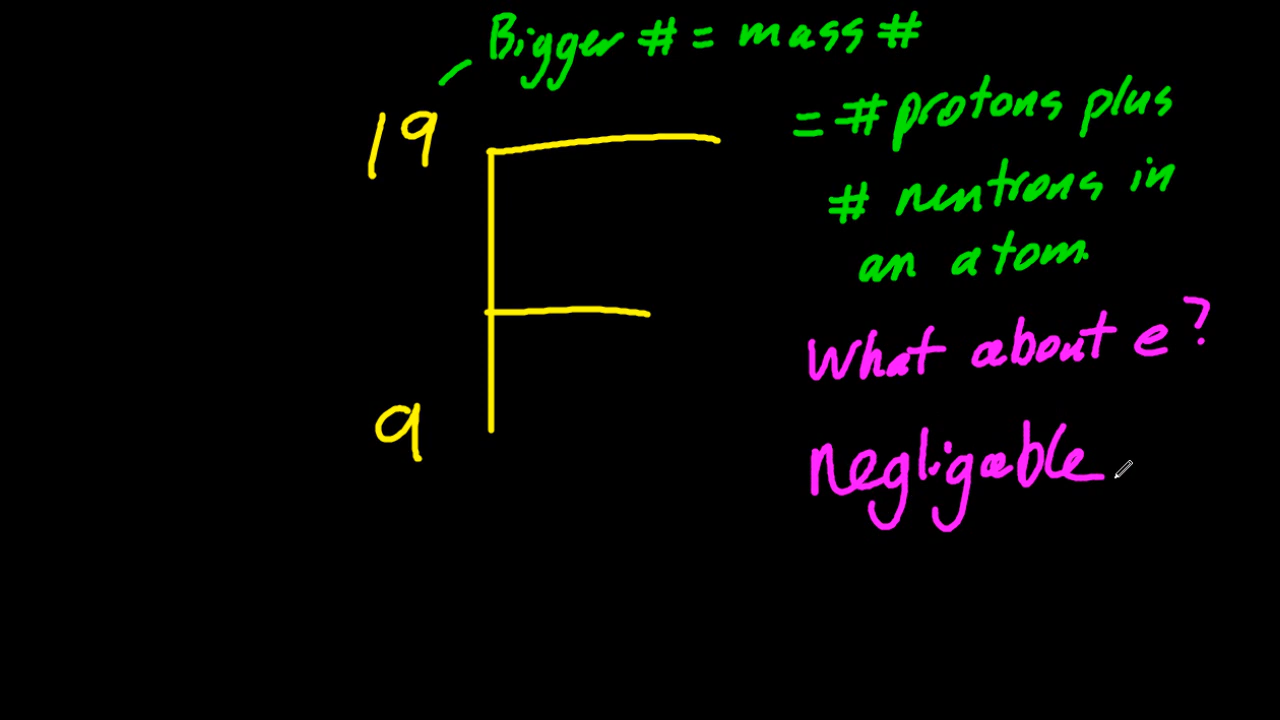 Bigger # = mass #
19
= # protons plus
# neutrons in
an atom.
F
What about e?
9
negligable